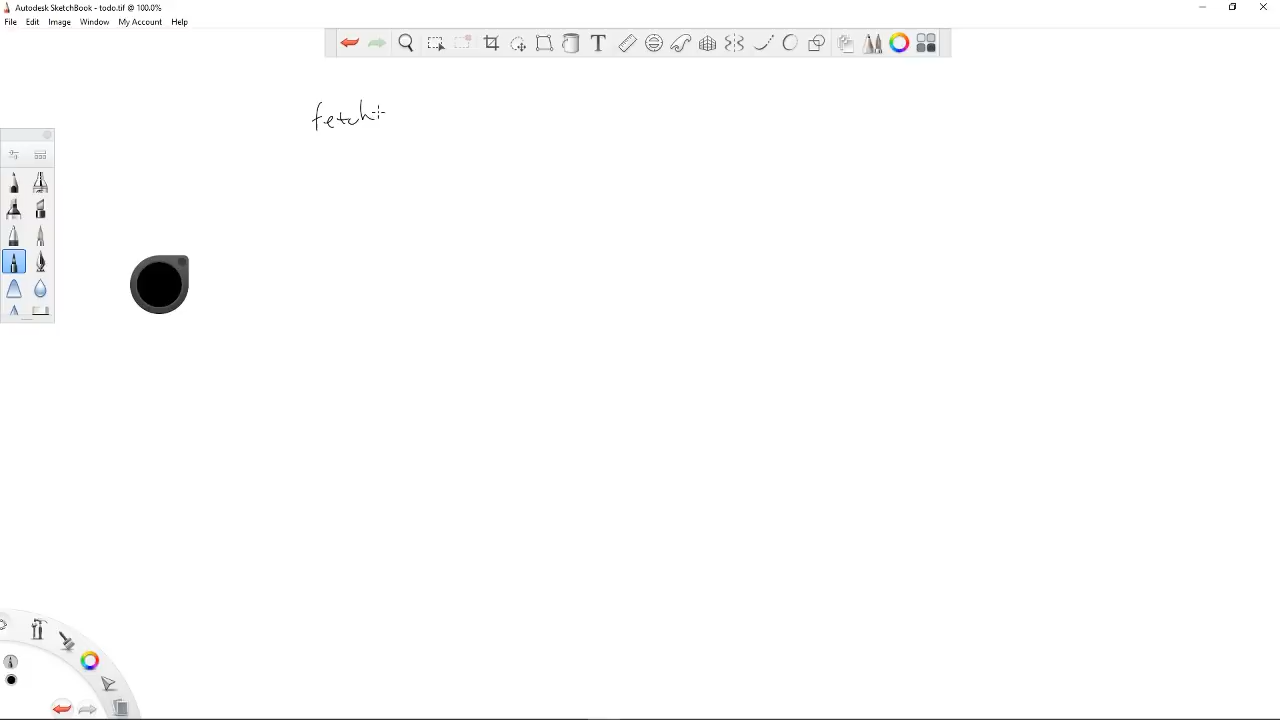 Autodesk SketchBook - todo.tif @ 100.0%
File Edit Image Window My Account Help
T
fetch